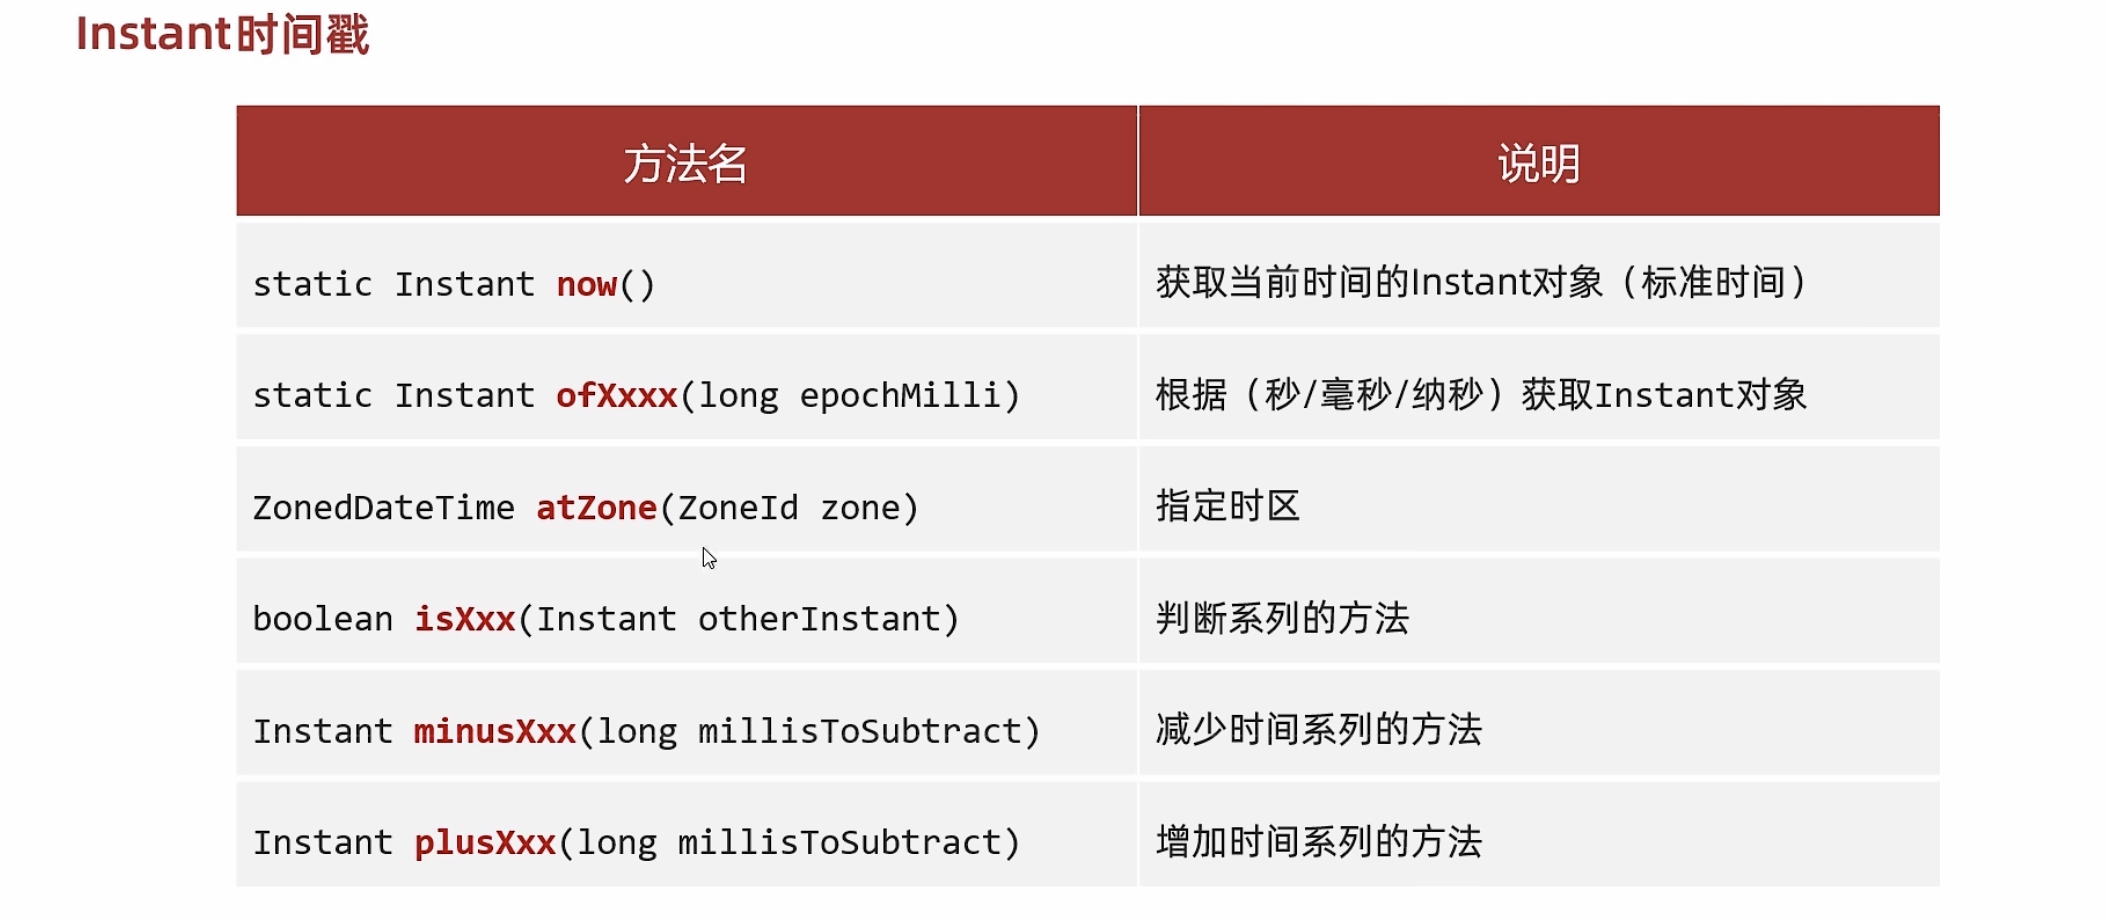 Instant时间戳
方法名 说明
static Instant now() 获取当前时间的Instant对象（标准时间）
static Instant ofXxxx(long epochMilli) 根据（秒/毫秒/纳秒）获取Instant对象
ZonedDateTime atZone(ZoneId zone) 指定时区
boolean isXxx(Instant otherInstant) 判断系列的方法
Instant minusXxx(long millisToSubtract) 减少时间系列的方法
Instant plusXxx(long millisToSubtract) 增加时间系列的方法